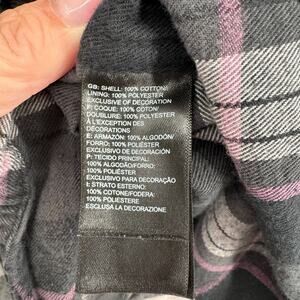 GB: SHELL: 100% COTTON/
LINING: 100% POLYESTER
EXCLUSIVE OF DECORATION
F: COQUE: 100% COTON/
DOUBLURE: 100% POLYESTER
À L'EXCEPTION DES
DÉCORATIONS
E: ARMAZÓN: 100% ALGODÓN/
FORRO: 100% POLIÉSTER
EXCLUSIVO DE DECORACIÓN
P: TECIDO PRINCIPAL:
100% ALGODÃO/FORRO:
100% POLIÉSTER
EXCLUSIVO PARA DECORAÇÃO
I: STRATO ESTERNO:
100% COTONE/FODERA:
100% POLIESTERE
ESCLUSA LA DECORAZIONE